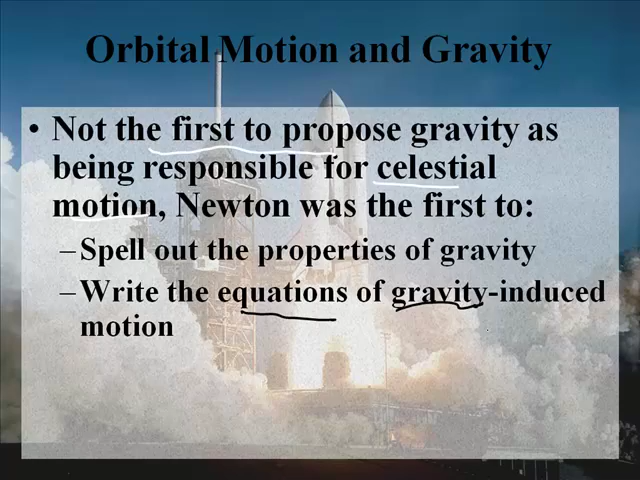 Orbital Motion and Gravity
• Not the first to propose gravity as
being responsible for celestial
motion, Newton was the first to:
–Spell out the properties of gravity
–Write the equations of gravity-induced
motion